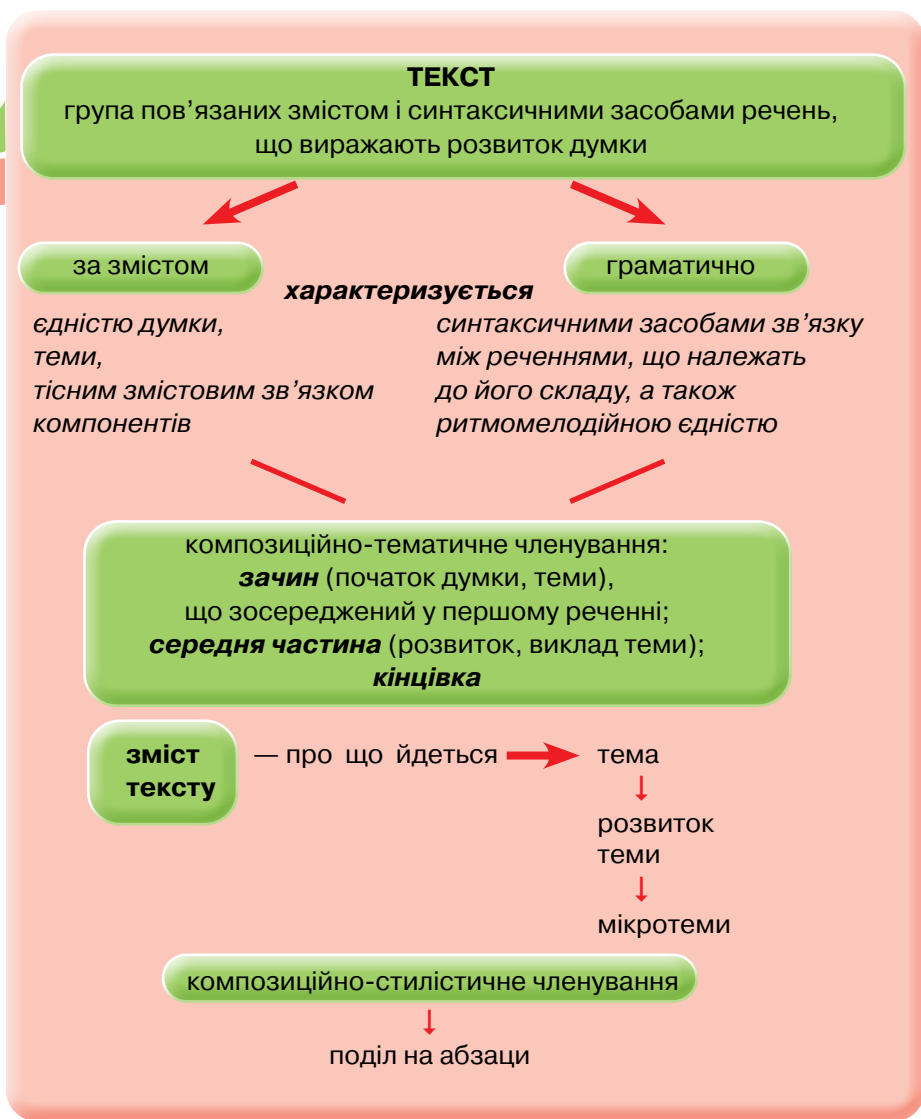 ТЕКСТ
група пов’язаних змістом і синтаксичними засобами речень,
що виражають розвиток думки
за змістом
граматично
характеризується
єдністю думки,
теми,
тісним змістовим зв’язком
компонентів
синтаксичними засобами зв’язку
між реченнями, що належать
до його складу, а також
ритмомелодійною єдністю
композиційно-тематичне членування:
зачин (початок думки, теми),
що зосереджений у першому реченні;
середня частина (розвиток, виклад теми);
кінцівка
зміст
тексту
— про що йдеться
тема
розвиток
теми
мікротеми
композиційно-стилістичне членування
поділ на абзаци